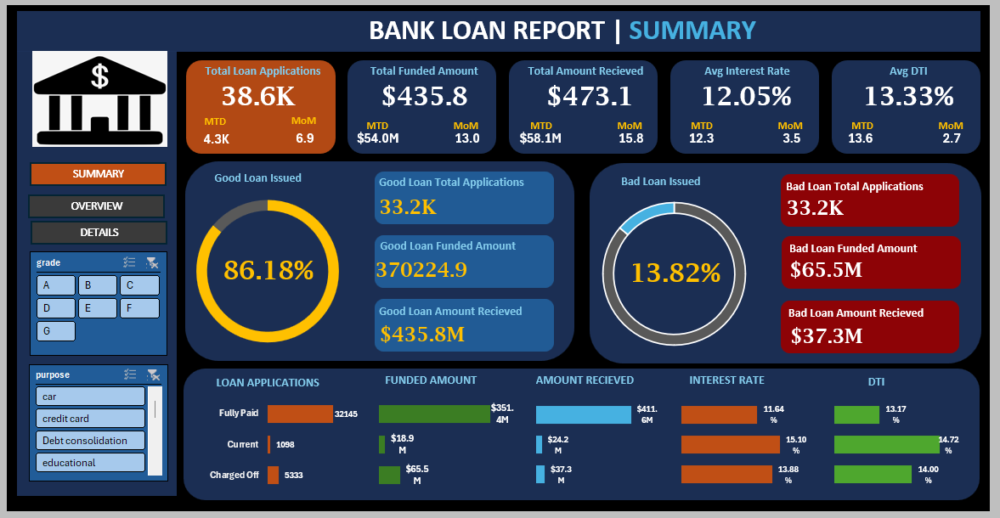 BANK LOAN REPORT | SUMMARY
$
Total Loan Applications
38.6K
MTD MoM
4.3K 6.9
Total Funded Amount
$435.8
MTD MoM
$54.0M 13.0
Total Amount Recieved
$473.1
MTD MoM
$58.1M 15.8
Avg Interest Rate
12.05%
MTD MoM
12.3 3.5
Avg DTI
13.33%
MTD MoM
13.6 2.7
SUMMARY
OVERVIEW
DETAILS
grade
A B C
D E F
G
purpose
car
credit card
Debt consolidation
educational
Good Loan Issued
86.18%
Good Loan Total Applications
33.2K
Good Loan Funded Amount
370224.9
Good Loan Amount Recieved
$435.8M
Bad Loan Issued
13.82%
Bad Loan Total Applications
33.2K
Bad Loan Funded Amount
$65.5M
Bad Loan Amount Recieved
$37.3M
LOAN APPLICATIONS
Fully Paid 32145
Current 1098
Charged Off 5333
FUNDED AMOUNT
$351.
4M
$18.9
M
$65.5
M
AMOUNT RECIEVED
$411.
6M
$24.2
M
$37.3
M
INTEREST RATE
11.64
%
15.10
%
13.88
%
DTI
13.17
%
14.72
%
14.00
%